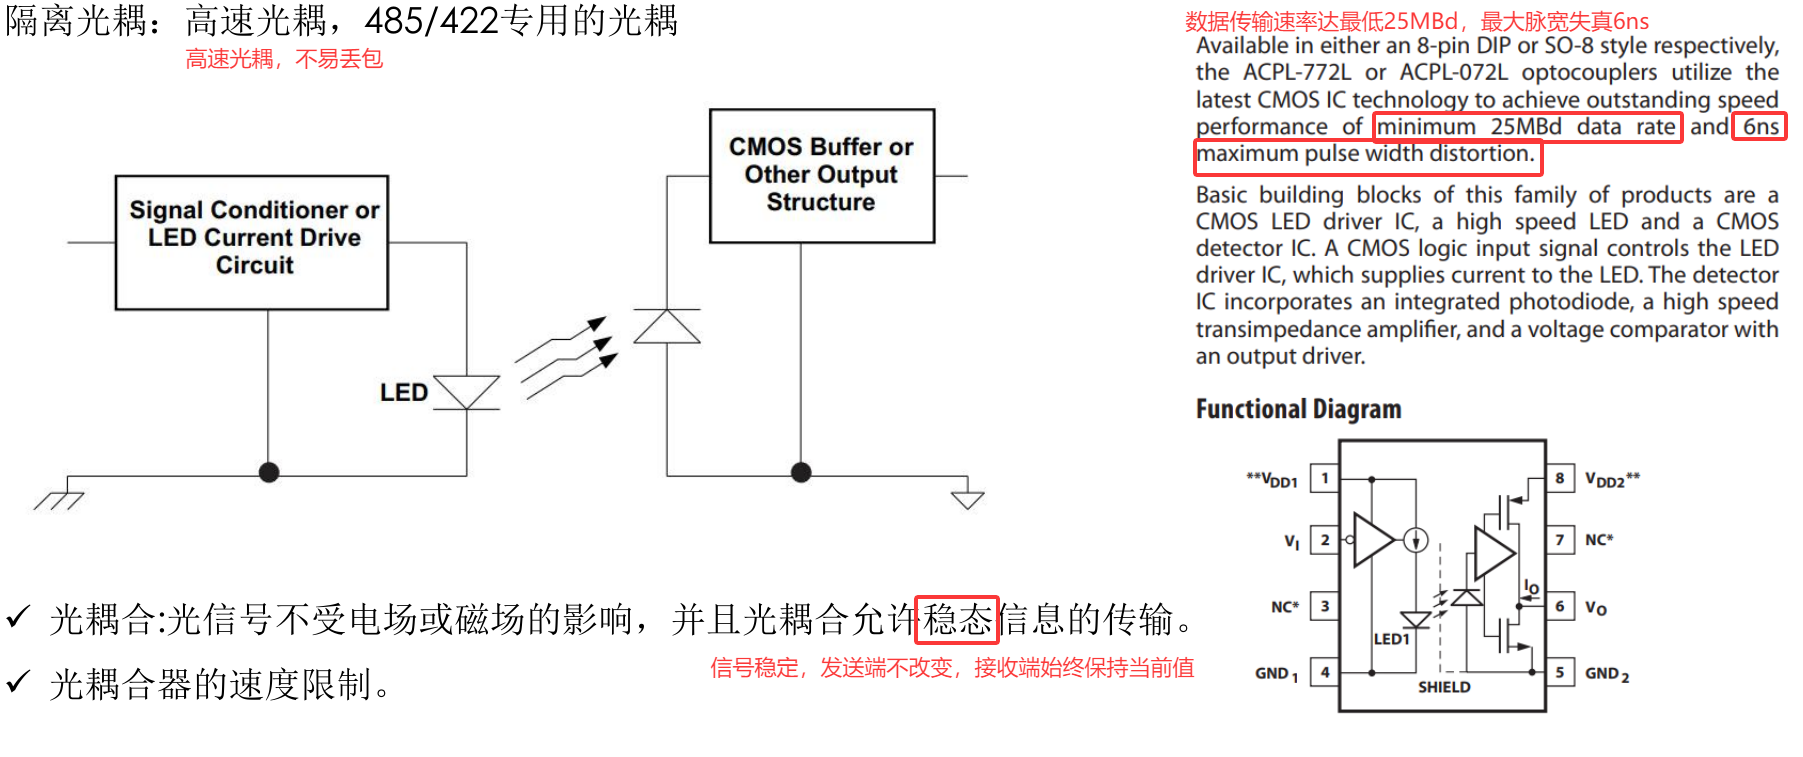 隔离光耦：高速光耦，485/422专用的光耦
高速光耦，不易丢包
Signal Conditioner or
LED Current Drive
Circuit
LED
CMOS Buffer or
Other Output
Structure
✓ 光耦合:光信号不受电场或磁场的影响，并且光耦合允许稳态信息的传输。
信号稳定，发送端不改变，接收端始终保持当前值
✓ 光耦合器的速度限制。
数据传输速率达最低25MBd，最大脉宽失真6ns
Available in either an 8-pin DIP or SO-8 style respectively,
the ACPL-772L or ACPL-072L optocouplers utilize the
latest CMOS IC technology to achieve outstanding speed
performance of minimum 25MBd data rate and 6ns
maximum pulse width distortion.
Basic building blocks of this family of products are a
CMOS LED driver IC, a high speed LED and a CMOS
detector IC. A CMOS logic input signal controls the LED
driver IC, which supplies current to the LED. The detector
IC incorporates an integrated photodiode, a high speed
transimpedance amplifier, and a voltage comparator with
an output driver.
Functional Diagram
**VDD1 1
8 VDD2**
VI 2
7 NC*
NC* 3
IO
6 VO
LED1
GND1 4
5 GND2
SHIELD